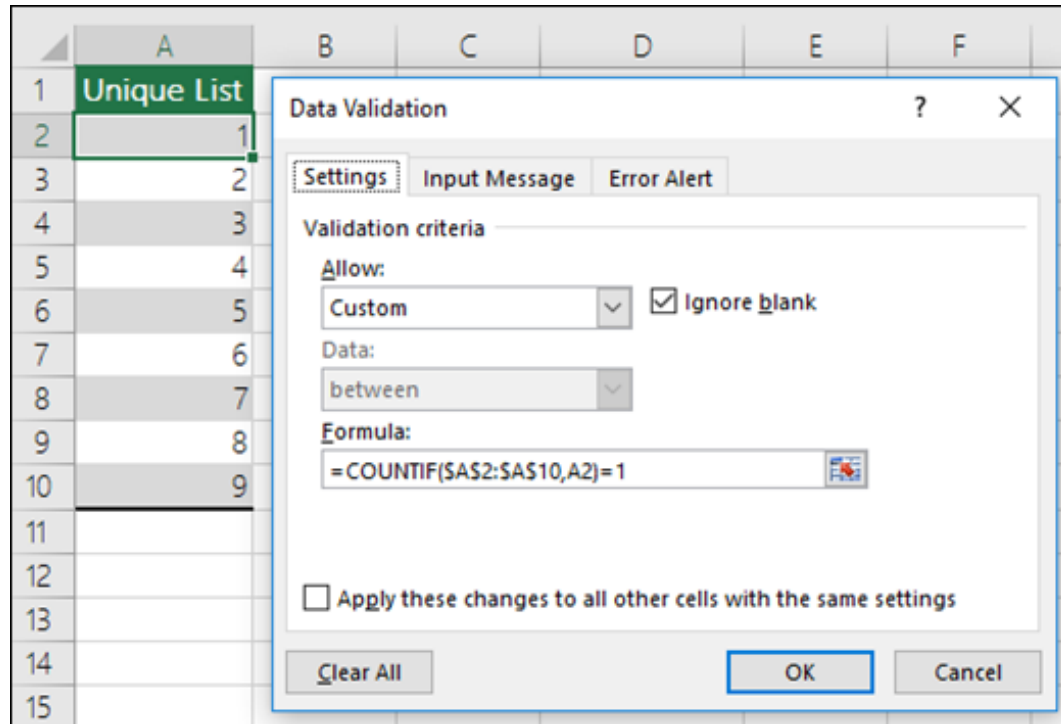 A B C D E F
1 Unique List
2 1
3 2
4 3
5 4
6 5
7 6
8 7
9 8
10 9
11
12
13
14
15
Data Validation ? ×
Settings Input Message Error Alert
Validation criteria
Allow:
Custom Ignore blank
Data:
between
Formula:
=COUNTIF($A$2:$A$10,A2)=1
Apply these changes to all other cells with the same settings
Clear All OK Cancel